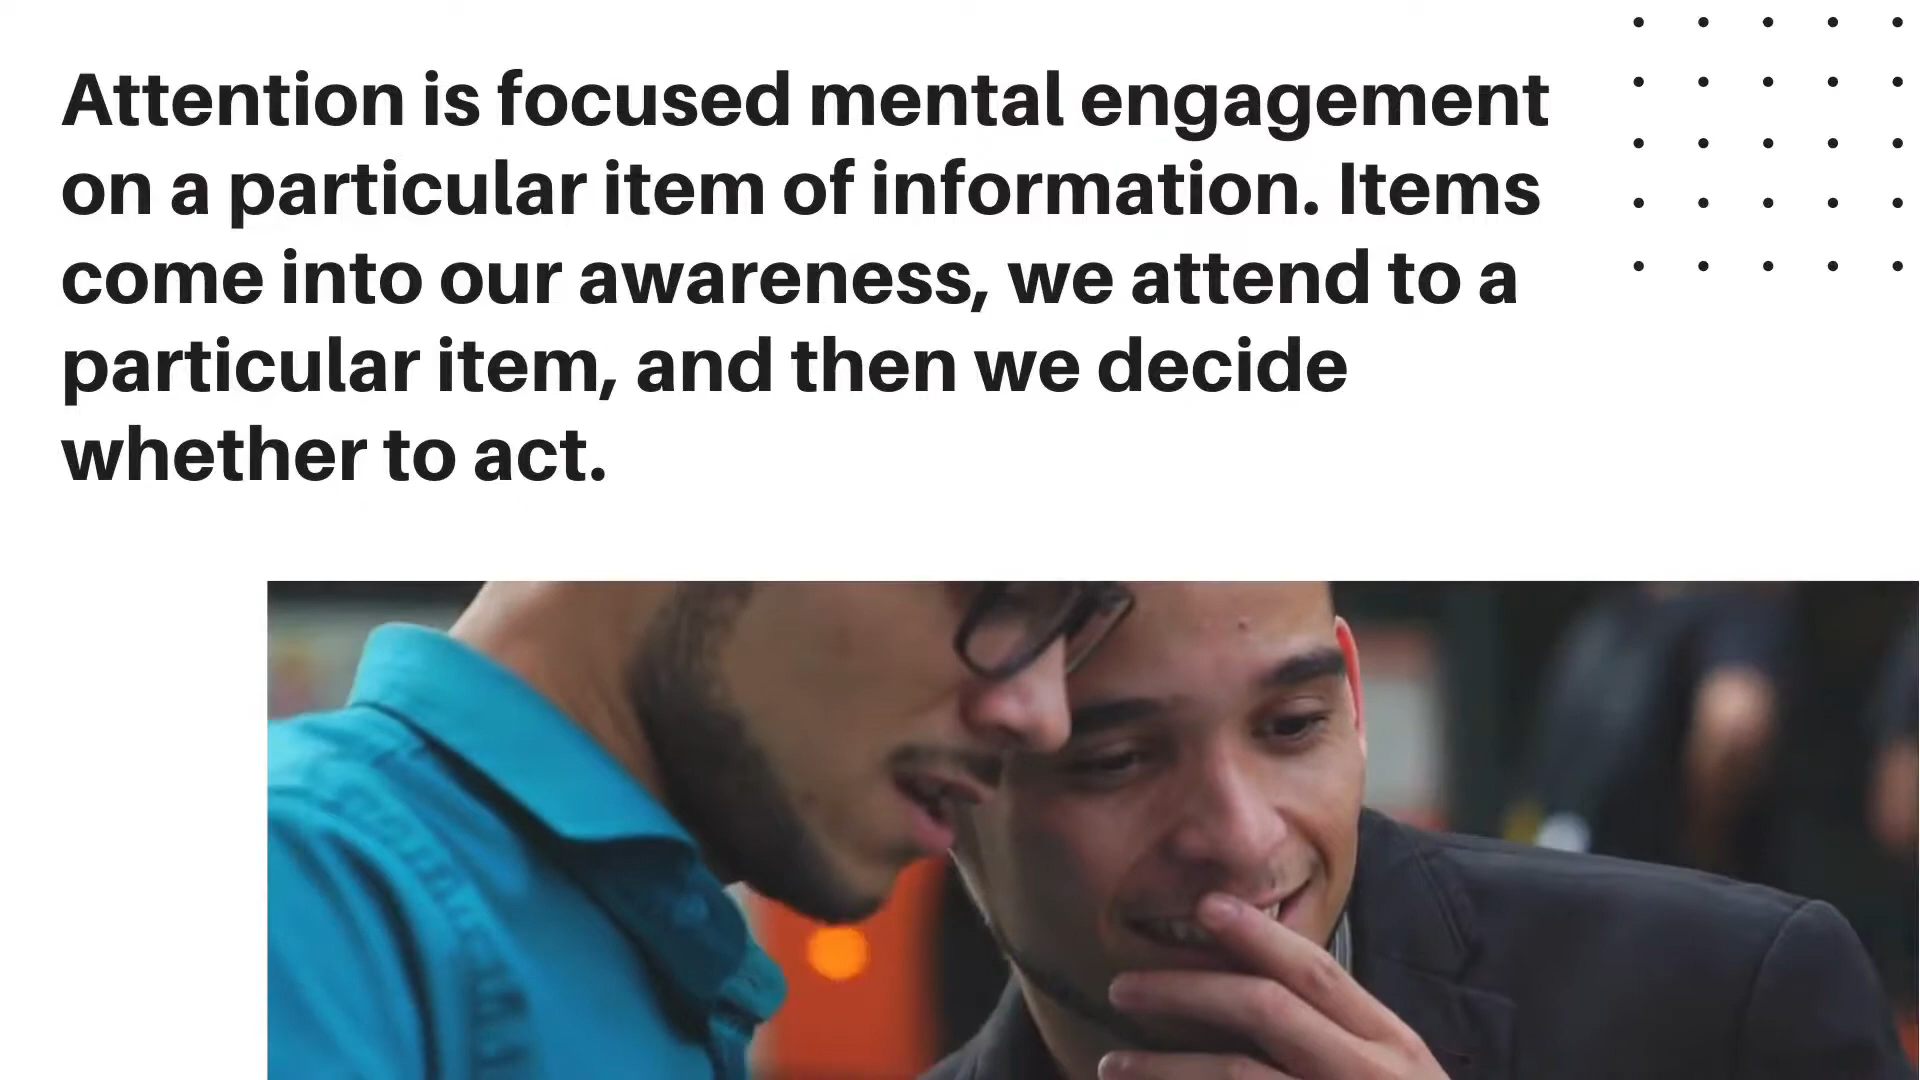 Attention is focused mental engagement
on a particular item of information. Items
come into our awareness, we attend to a
particular item, and then we decide
whether to act.